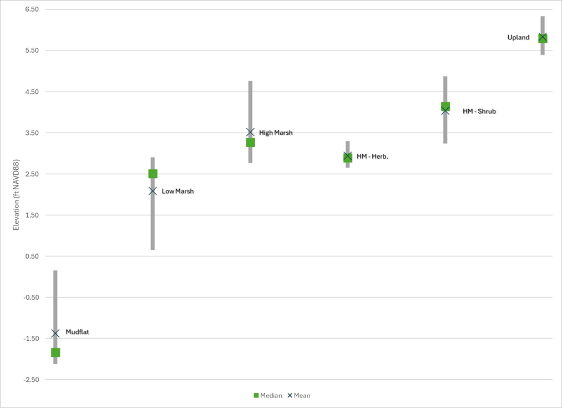 6.50
Upland
5.50
4.50
HM - Shrub
3.50
High Marsh
HM - Herb.
2.50
Low Marsh
1.50
0.50
-0.50
Mudflat
-1.50
-2.50
Elevation (ft NAVD88)
Median Mean